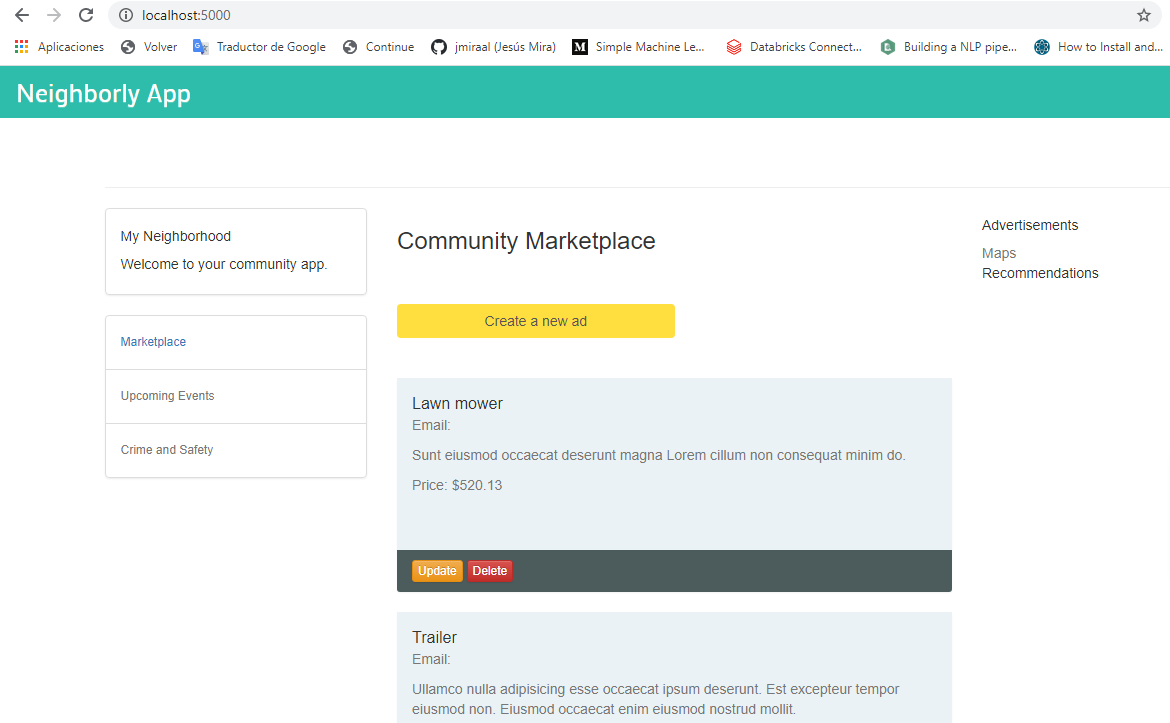 localhost:5000
Aplicaciones Volver Traductor de Google Continue jmiraal (Jesús Mira) M Simple Machine Le... Databricks Connect... Building a NLP pipe... How to Install and...
Neighborly App
My Neighborhood
Welcome to your community app.
Marketplace
Upcoming Events
Crime and Safety
Community Marketplace
Create a new ad
Lawn mower
Email:
Sunt eiusmod occaecat deserunt magna Lorem cillum non consequat minim do.
Price: $520.13
Update Delete
Trailer
Email:
Ullamco nulla adipisicing esse occaecat ipsum deserunt. Est excepteur tempor
eiusmod non. Eiusmod occaecat enim eiusmod nostrud mollit.
Advertisements
Maps
Recommendations